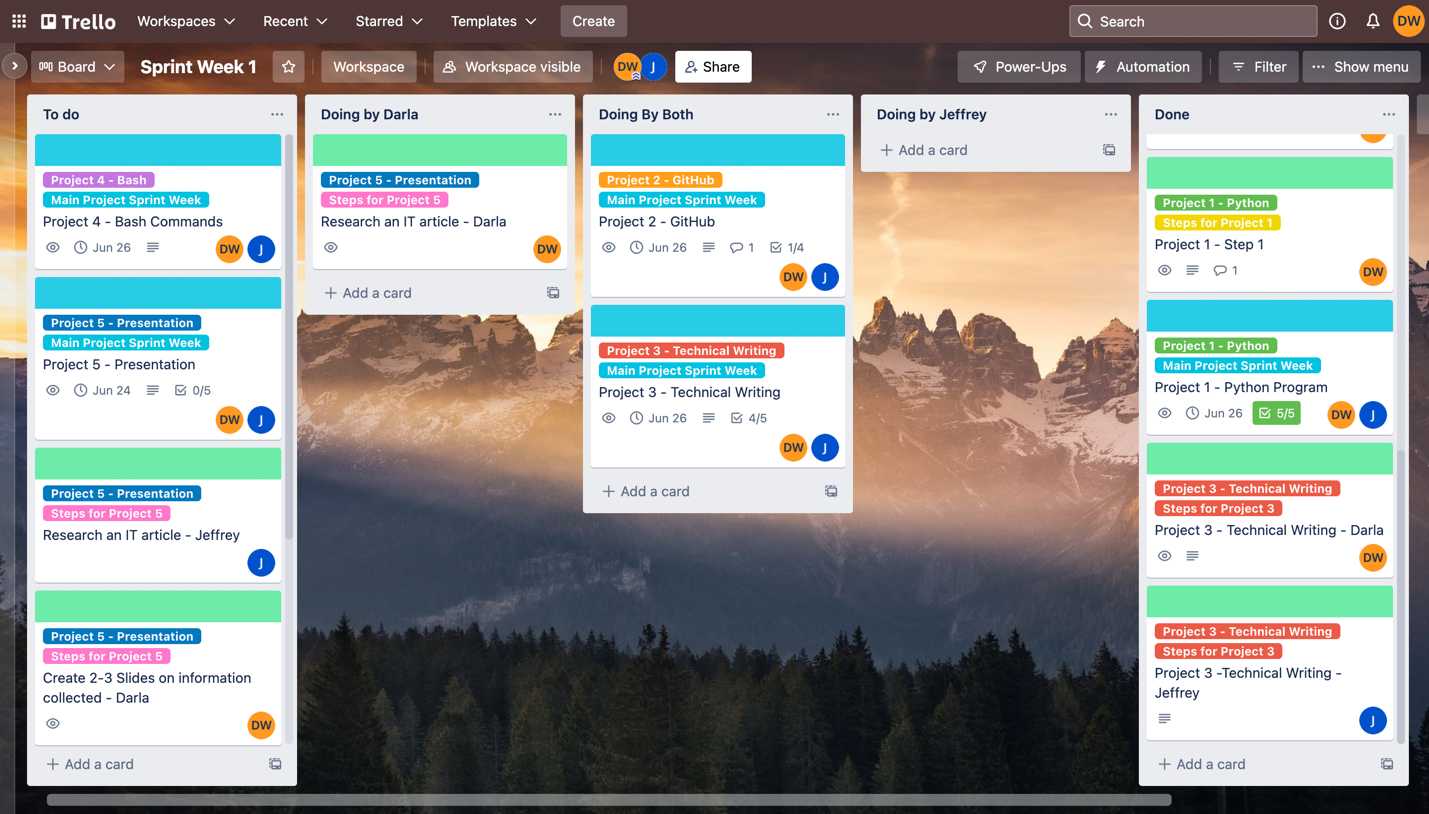 Trello
Workspaces
Recent
Starred
Templates
Create
Search
DW
Board
Sprint Week 1
Workspace
Workspace visible
DW
J
Share
Power-Ups
Automation
Filter
Show menu
To do
Project 4 - Bash
Main Project Sprint Week
Project 4 - Bash Commands
Jun 26
DW
J
Project 5 - Presentation
Main Project Sprint Week
Project 5 - Presentation
Jun 24
0/5
DW
J
Project 5 - Presentation
Steps for Project 5
Research an IT article - Jeffrey
J
Project 5 - Presentation
Steps for Project 5
Create 2-3 Slides on information
collected - Darla
DW
Add a card
Doing by Darla
Project 5 - Presentation
Steps for Project 5
Research an IT article - Darla
DW
Add a card
Doing By Both
Project 2 - GitHub
Main Project Sprint Week
Project 2 - GitHub
Jun 26
1
1/4
DW
J
Project 3 - Technical Writing
Main Project Sprint Week
Project 3 - Technical Writing
Jun 26
4/5
DW
J
Add a card
Doing by Jeffrey
Add a card
Done
Project 1 - Python
Steps for Project 1
Project 1 - Step 1
1
DW
Project 1 - Python
Main Project Sprint Week
Project 1 - Python Program
Jun 26
5/5
DW
J
Project 3 - Technical Writing
Steps for Project 3
Project 3 - Technical Writing - Darla
DW
Project 3 - Technical Writing
Steps for Project 3
Project 3 -Technical Writing -
Jeffrey
J
Add a card